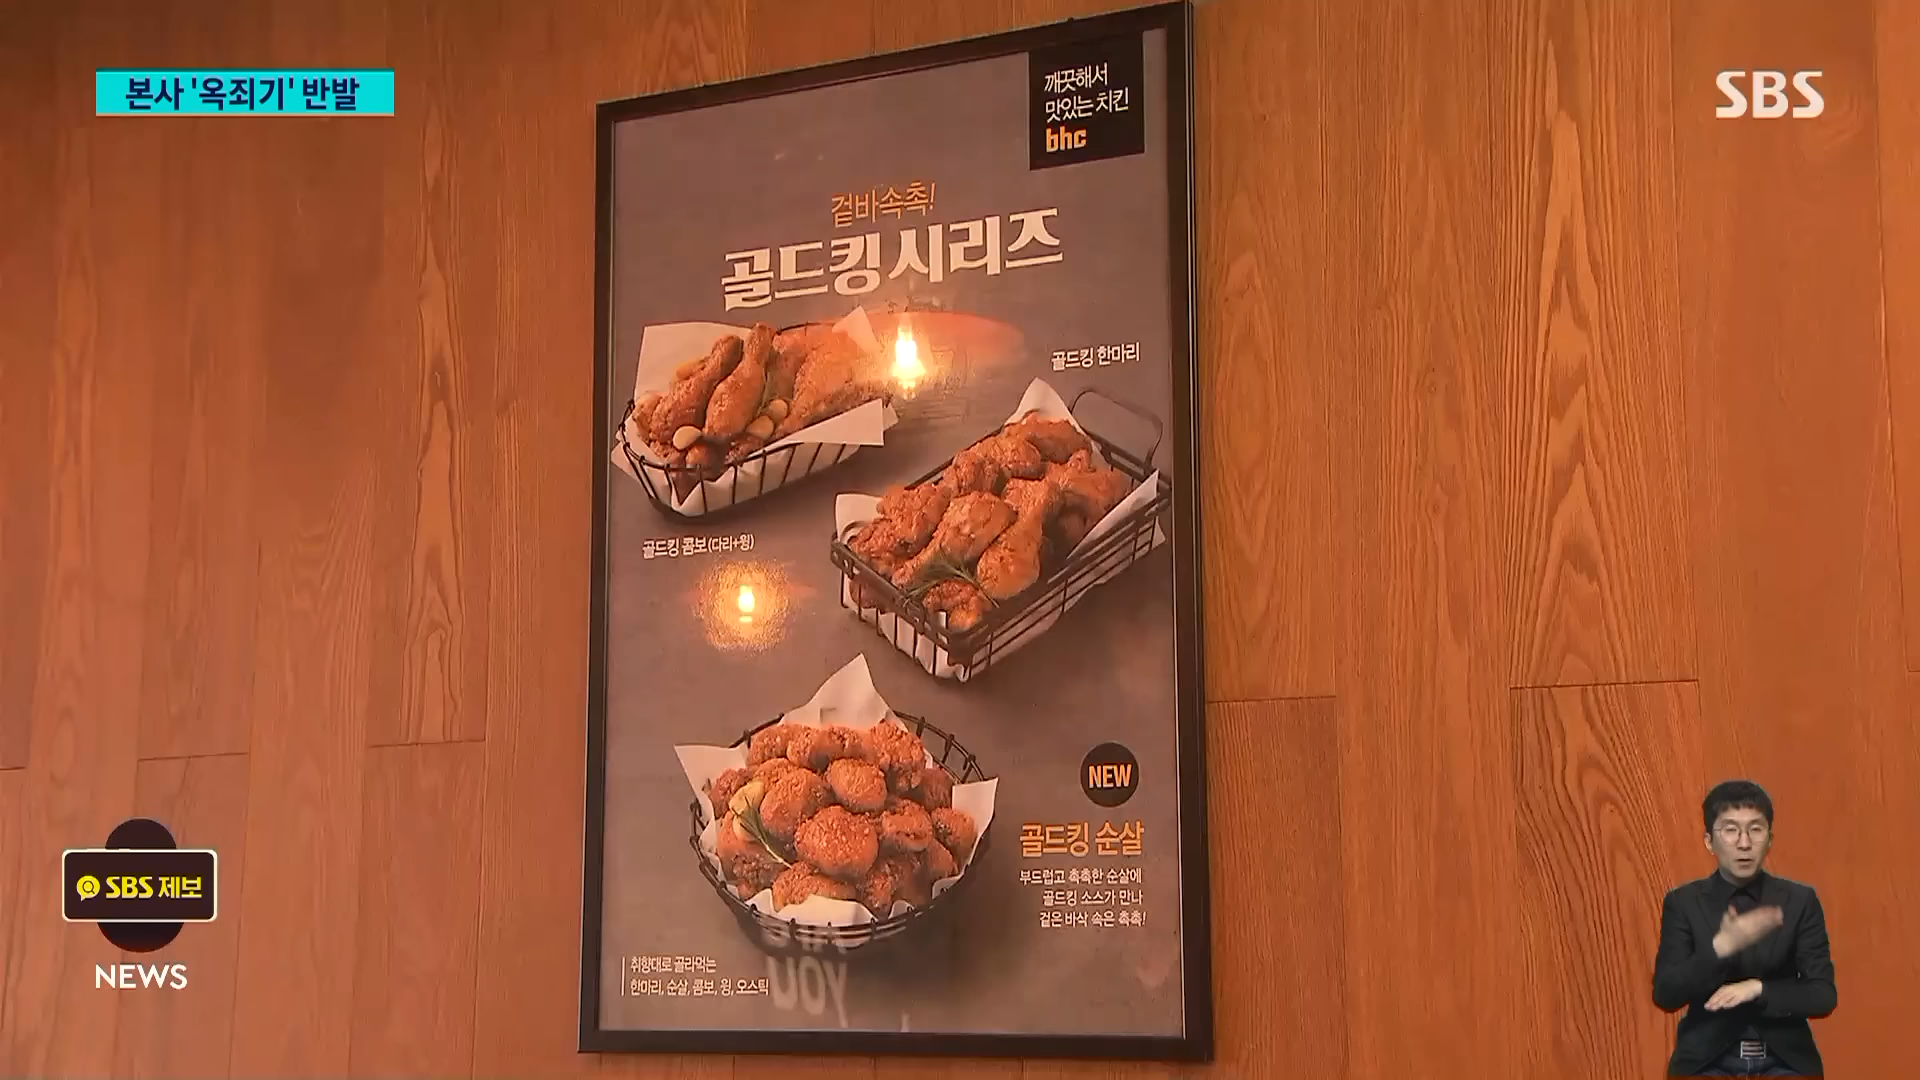 본사 '옥죄기' 반발
SBS
깨끗해서
맛있는 치킨
bhc
겉바속촉!
골드킹 시리즈
골드킹 한마리
골드킹 콤보(다리+윙)
NEW
골드킹 순살
부드럽고 촉촉한 순살에
골드킹 소스가 만나
겉은 바삭 속은 촉촉!
취향대로 골라먹는
한마리, 순살, 콤보, 윙, 오스틱
YOU
SBS 제보
NEWS